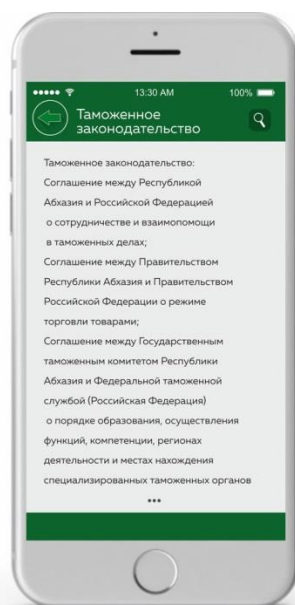 13:30 AM 100%
Таможенное
законодательство
Таможенное законодательство:
Соглашение между Республикой
Абхазия и Российской Федерацией
о сотрудничестве и взаимопомощи
в таможенных делах;
Соглашение между Правительством
Республики Абхазия и Правительством
Российской Федерации о режиме
торговли товарами;
Соглашение между Государственным
таможенным комитетом Республики
Абхазия и Федеральной таможенной
службой (Российская Федерация)
о порядке образования, осуществления
функций, компетенции, регионах
деятельности и местах нахождения
специализированных таможенных органов
...